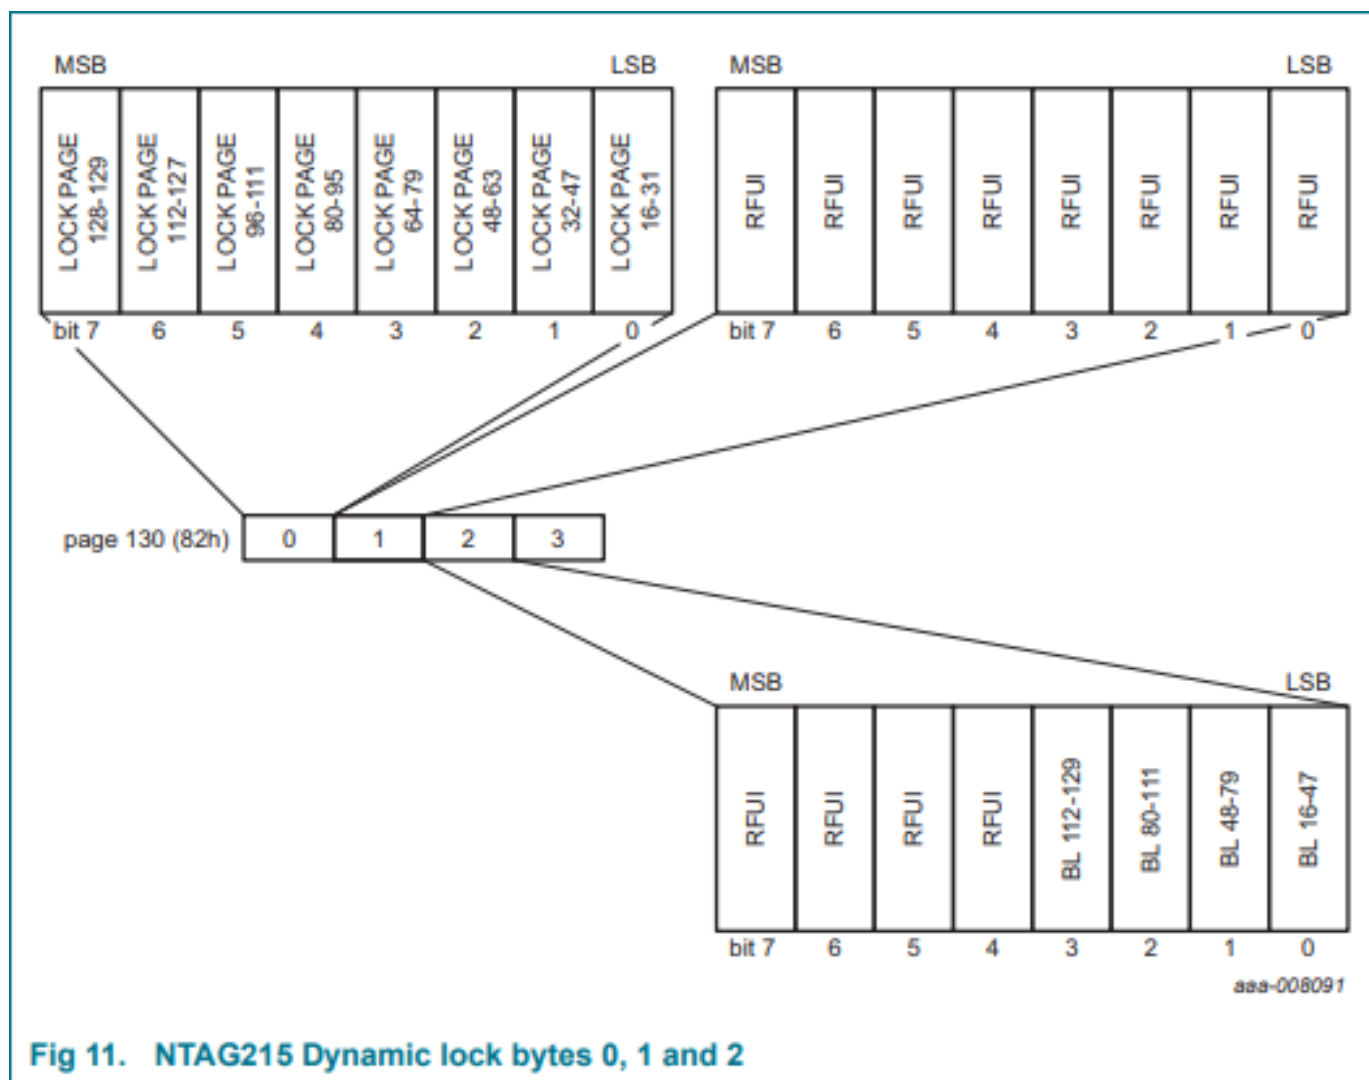 MSB LSB
LOCK PAGE
128-129
LOCK PAGE
112-127
LOCK PAGE
96-111
LOCK PAGE
80-95
LOCK PAGE
64-79
LOCK PAGE
48-63
LOCK PAGE
32-47
LOCK PAGE
16-31
bit 7 6 5 4 3 2 1 0
MSB LSB
RFUI
RFUI
RFUI
RFUI
RFUI
RFUI
RFUI
RFUI
bit 7 6 5 4 3 2 1 0
page 130 (82h) 0 1 2 3
MSB LSB
RFUI
RFUI
RFUI
RFUI
BL 112-129
BL 80-111
BL 48-79
BL 16-47
bit 7 6 5 4 3 2 1 0
aaa-008091
Fig 11. NTAG215 Dynamic lock bytes 0, 1 and 2